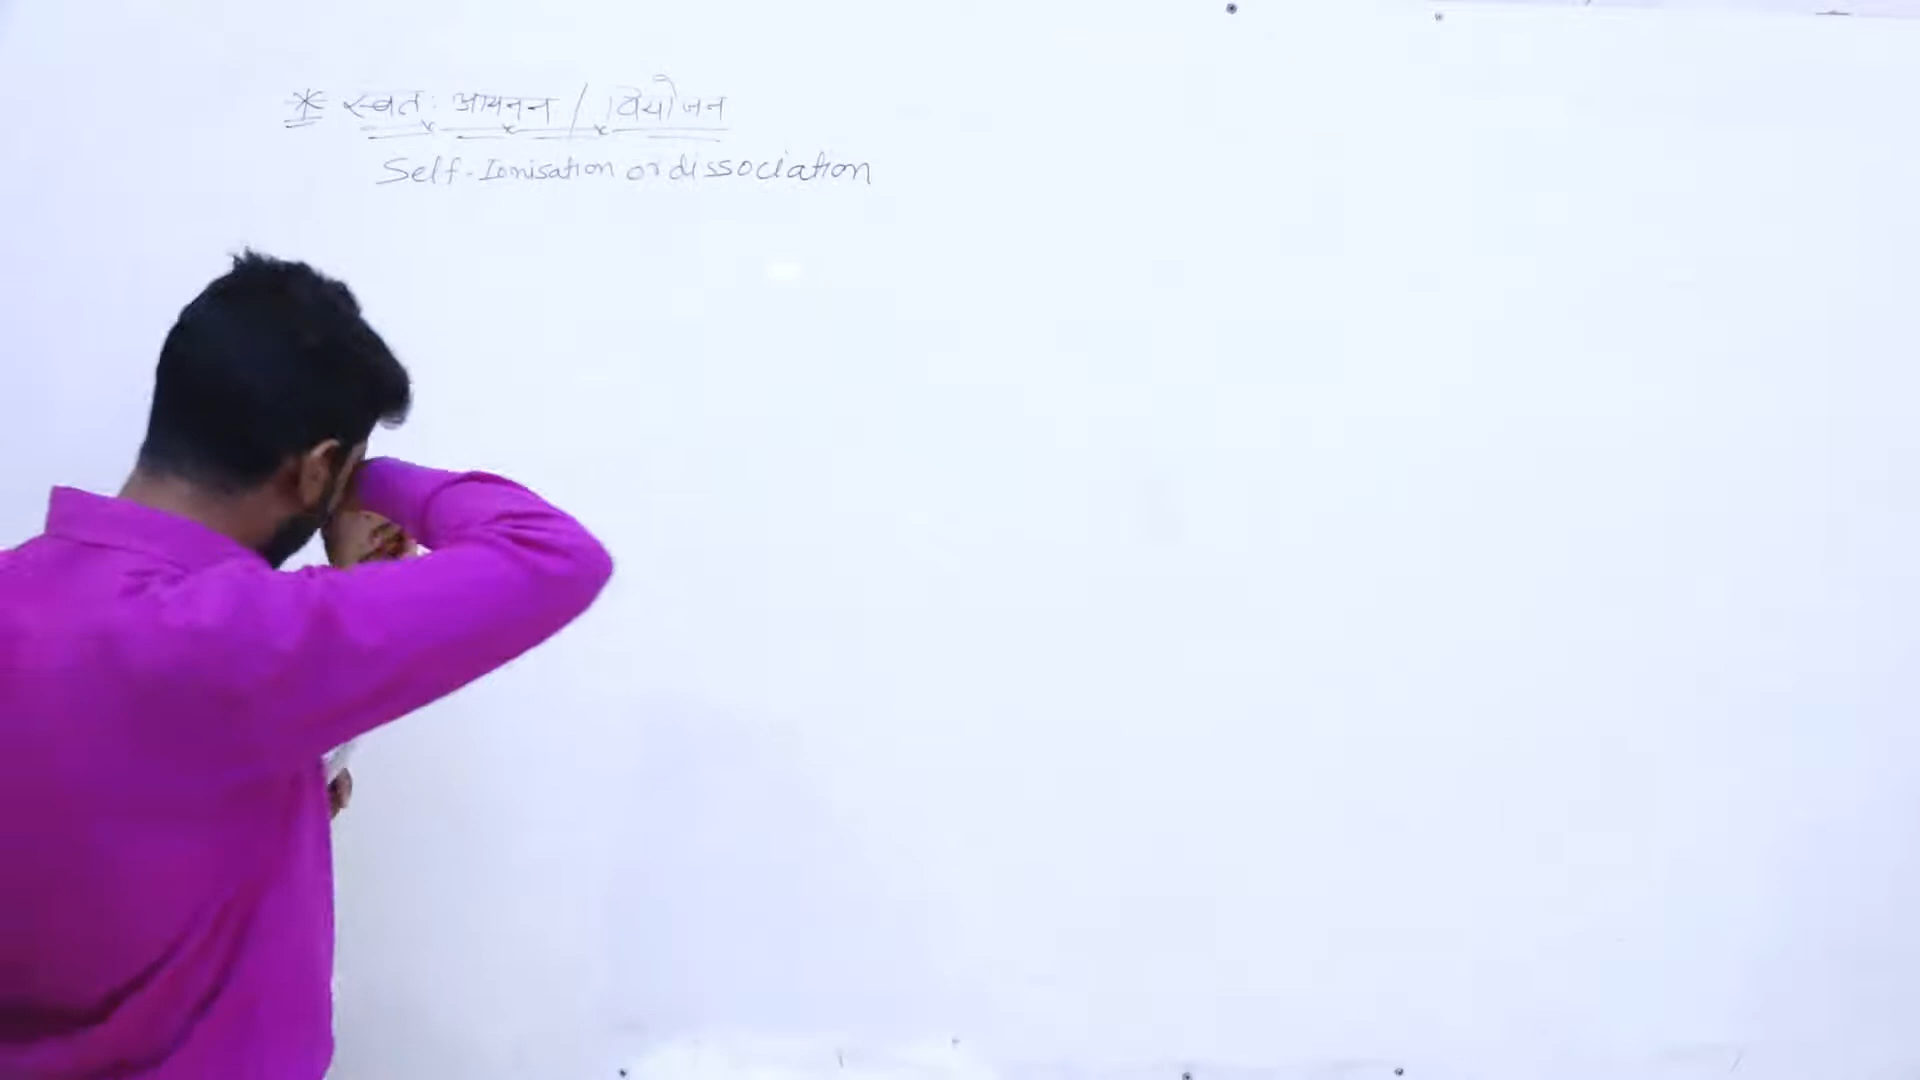 * स्वत: आयनन / वियोजन
Self-Ionisation or dissociation